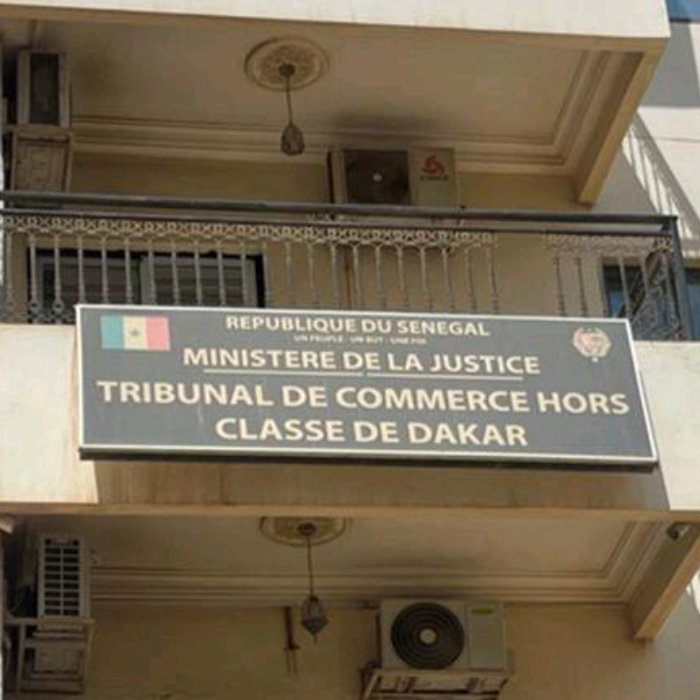 REPUBLIQUE DU SENEGAL
UN PEUPLE - UN BUT - UNE FOI
MINISTERE DE LA JUSTICE
TRIBUNAL DE COMMERCE HORS
CLASSE DE DAKAR